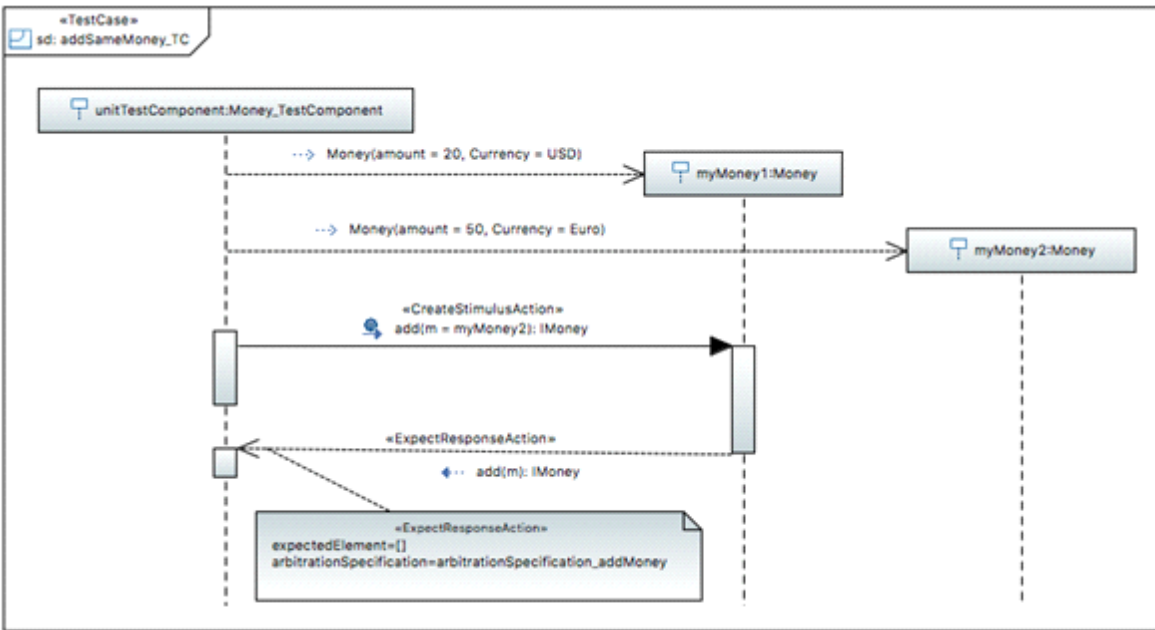 «TestCase»
sd: addSameMoney_TC
unitTestComponent:Money_TestComponent
Money(amount = 20, Currency = USD)
myMoney1:Money
Money(amount = 50, Currency = Euro)
myMoney2:Money
«CreateStimulusAction»
add(m = myMoney2): IMoney
«ExpectResponseAction»
add(m): IMoney
«ExpectResponseAction»
expectedElement=[]
arbitrationSpecification=arbitrationSpecification_addMoney